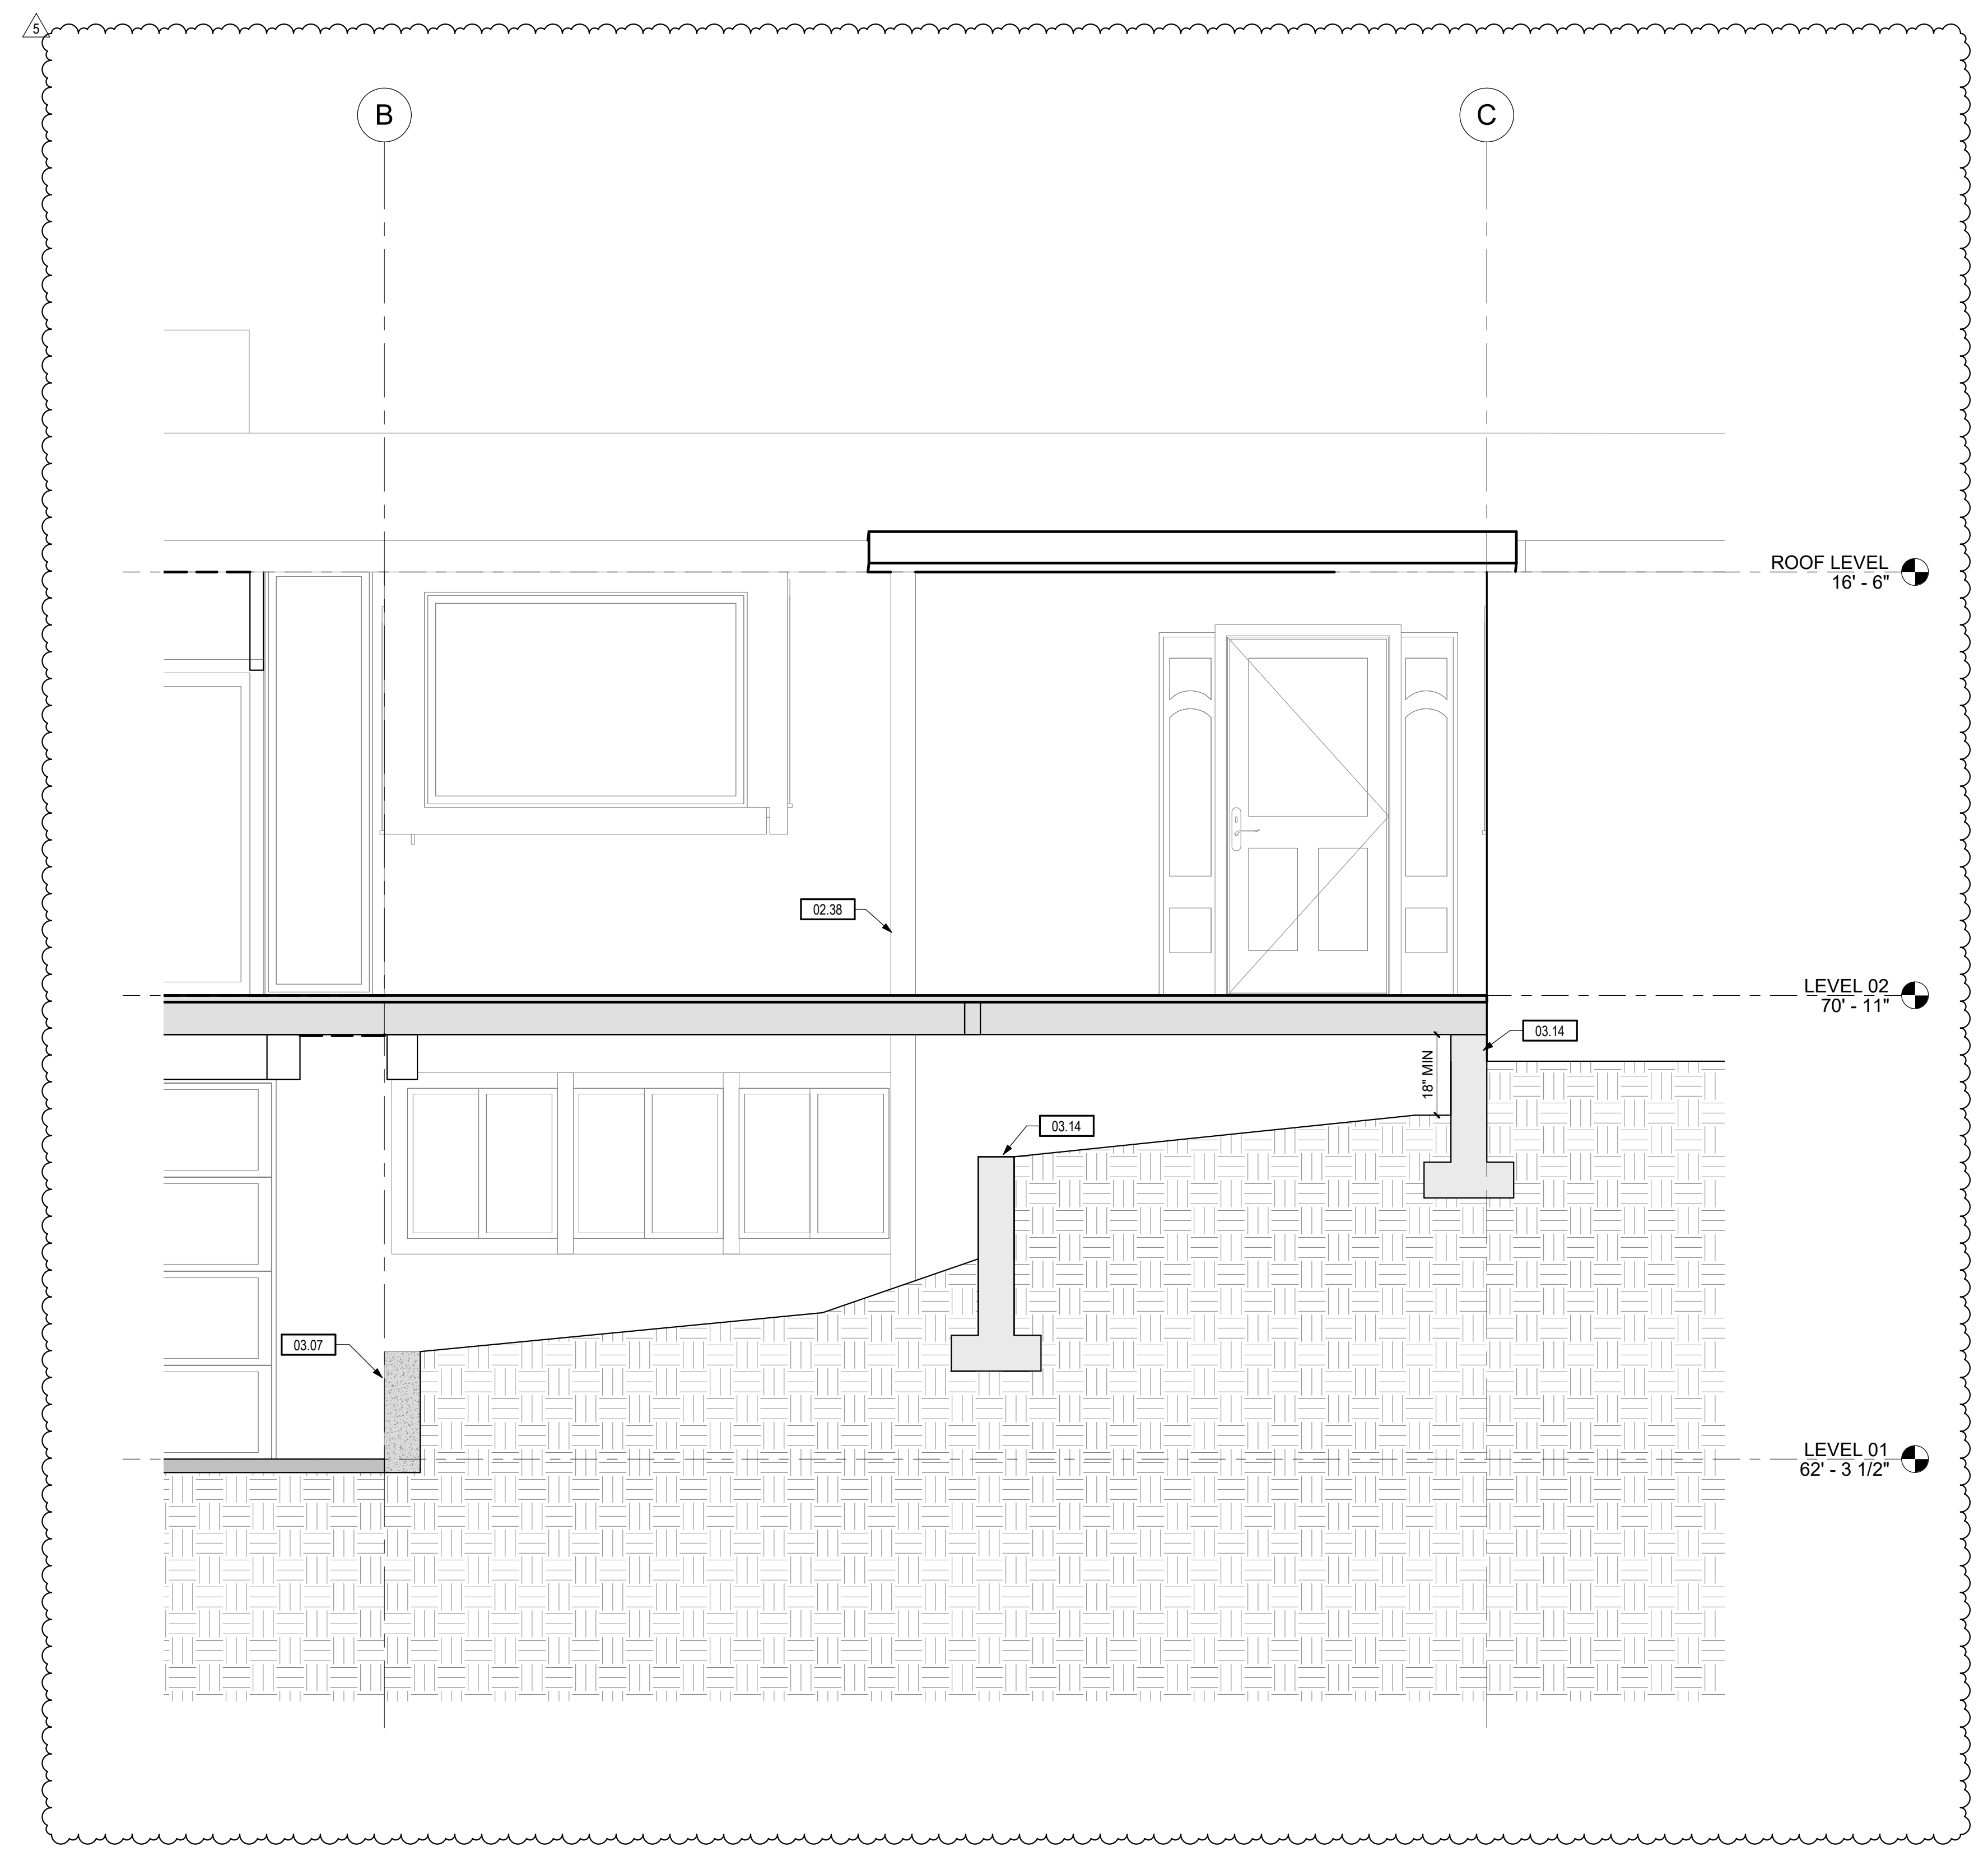 5
B
C
ROOF LEVEL
16' - 6"
02.38
LEVEL 02
70' - 11"
03.14
18" MIN
03.14
03.07
LEVEL 01
62' - 3 1/2"